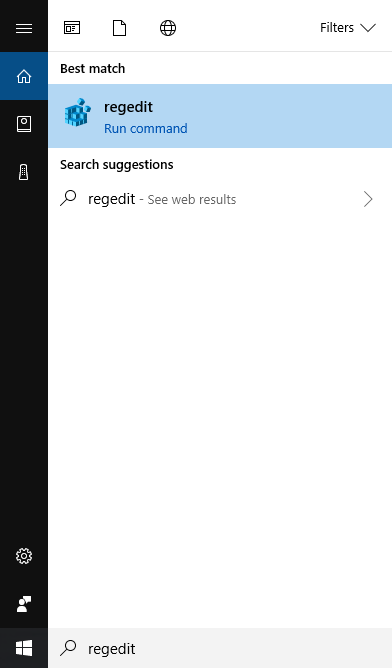 Filters
Best match
regedit
Run command
Search suggestions
regedit - See web results
regedit